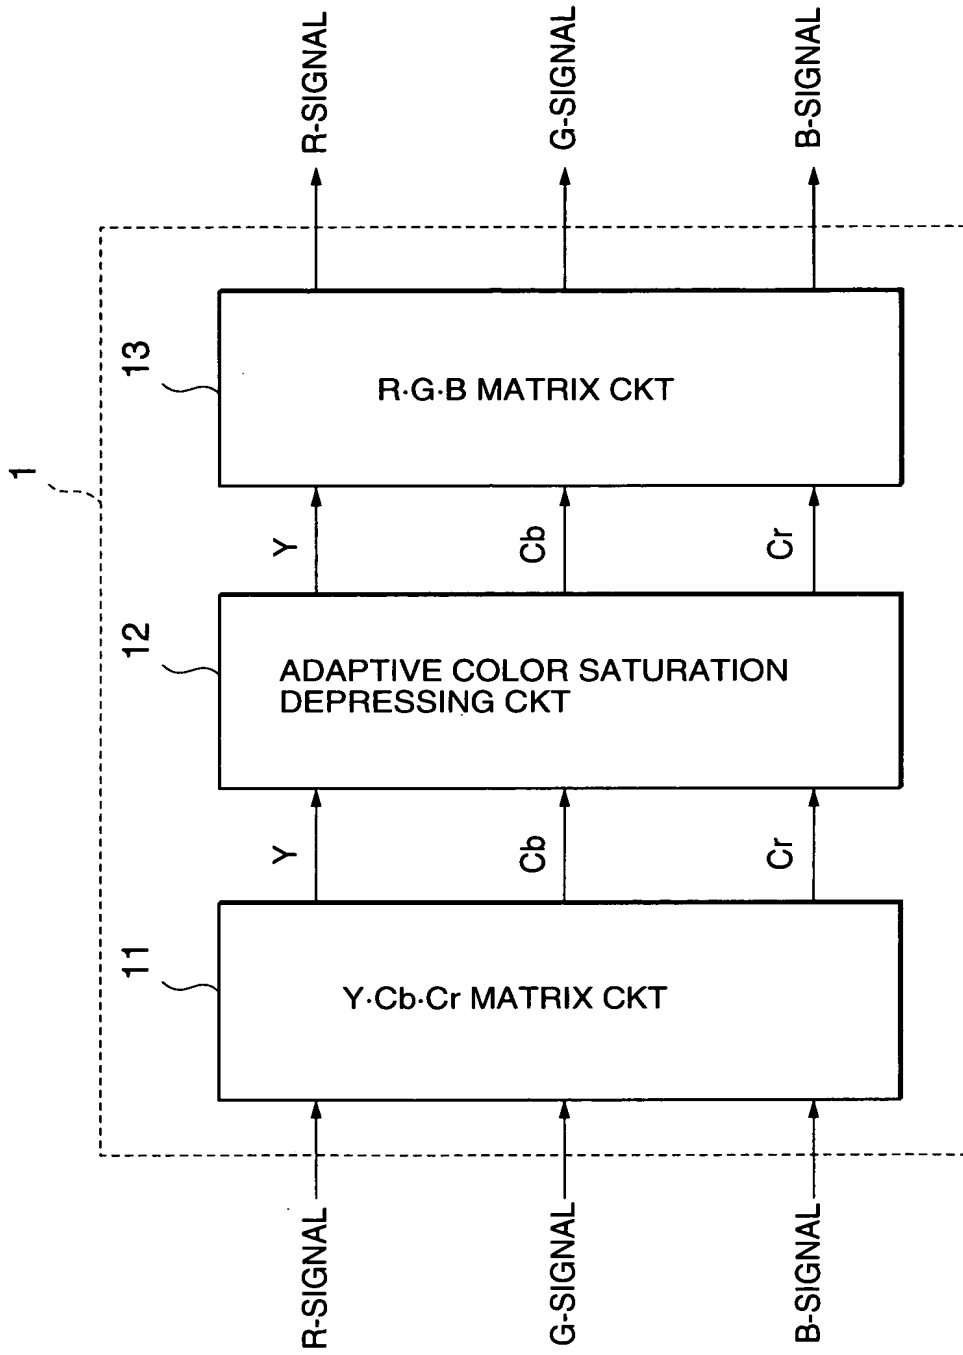 1
11
12
13
R-SIGNAL
G-SIGNAL
B-SIGNAL
Y·Cb·Cr MATRIX CKT
Y
Cb
Cr
ADAPTIVE COLOR SATURATION
DEPRESSING CKT
Y
Cb
Cr
R·G·B MATRIX CKT
R-SIGNAL
G-SIGNAL
B-SIGNAL